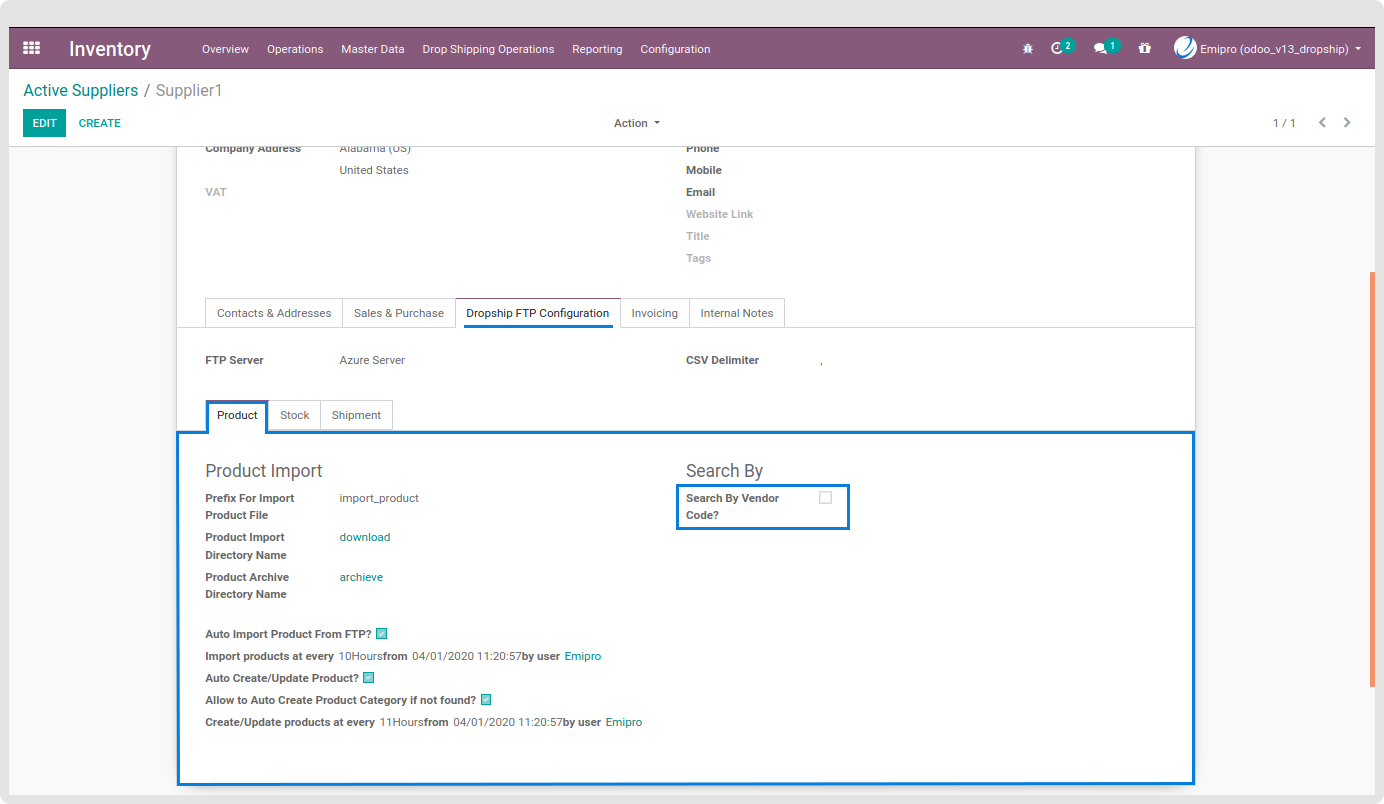 Inventory Overview Operations Master Data Drop Shipping Operations Reporting Configuration 2 1 Emipro (odoo_v13_dropship)
Active Suppliers / Supplier1
EDIT CREATE Action 1 / 1
Company Address Alabama (US) Phone
United States Mobile
VAT Email
Website Link
Title
Tags
Contacts & Addresses Sales & Purchase Dropship FTP Configuration Invoicing Internal Notes
FTP Server Azure Server CSV Delimiter ,
Product Stock Shipment
Product Import Search By
Prefix For Import import_product Search By Vendor
Product File Code?
Product Import download
Directory Name
Product Archive archieve
Directory Name
Auto Import Product From FTP?
Import products at every 10Hoursfrom 04/01/2020 11:20:57by user Emipro
Auto Create/Update Product?
Allow to Auto Create Product Category if not found?
Create/Update products at every 11Hoursfrom 04/01/2020 11:20:57by user Emipro